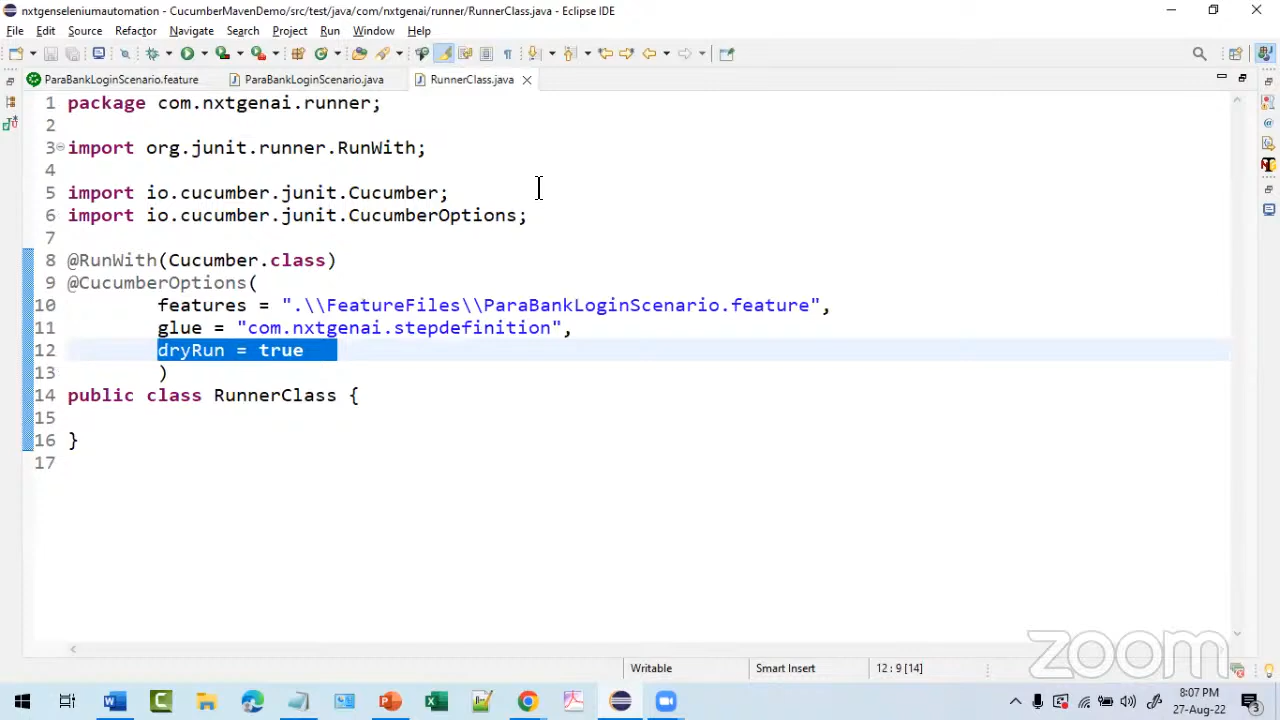 nxtgenseleniumautomation - CucumberMavenDemo/src/test/java/com/nxtgenai/runner/RunnerClass.java - Eclipse IDE
File Edit Source Refactor Navigate Search Project Run Window Help
ParaBankLoginScenario.feature ParaBankLoginScenario.java RunnerClass.java
1 package com.nxtgenai.runner;
2
3 import org.junit.runner.RunWith;
4
5 import io.cucumber.junit.Cucumber;
6 import io.cucumber.junit.CucumberOptions;
7
8 @RunWith(Cucumber.class)
9 @CucumberOptions(
10 features = ".\\FeatureFiles\\ParaBankLoginScenario.feature",
11 glue = "com.nxtgenai.stepdefinition",
12 dryRun = true
13 )
14 public class RunnerClass {
15
16 }
17
Writable Smart Insert 12 : 9 [14]
zoom
8:07 PM
27-Aug-22
3